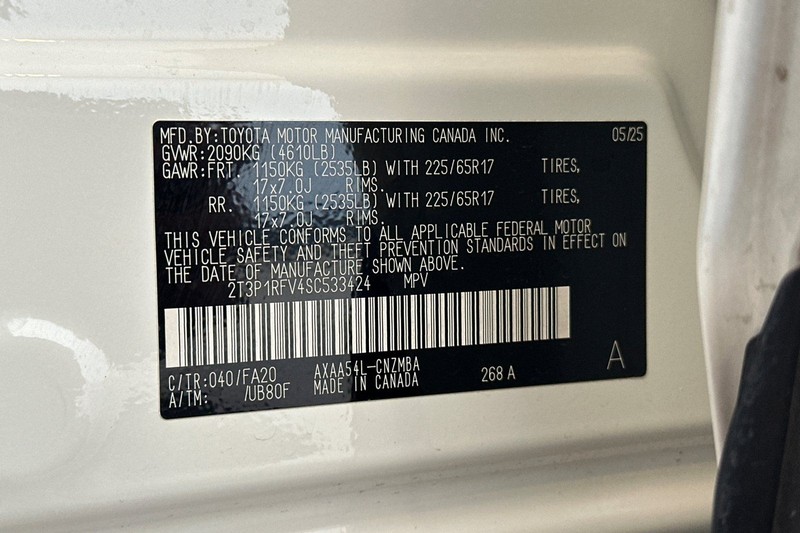 MFD.BY:TOYOTA MOTOR MANUFACTURING CANADA INC. 05/25
GVWR:2090KG (4610LB)
GAWR:FRT. 1150KG (2535LB) WITH 225/65R17 TIRES,
17x7.0J RIMS.
RR. 1150KG (2535LB) WITH 225/65R17 TIRES,
17x7.0J RIMS.
THIS VEHICLE CONFORMS TO ALL APPLICABLE FEDERAL MOTOR
VEHICLE SAFETY AND THEFT PREVENTION STANDARDS IN EFFECT ON
THE DATE OF MANUFACTURE SHOWN ABOVE.
2T3P1RFV4SC533424 MPV
C/TR:040/FA20 AXAA54L-CNZMBA 268 A A
A/TM: /UB80F MADE IN CANADA